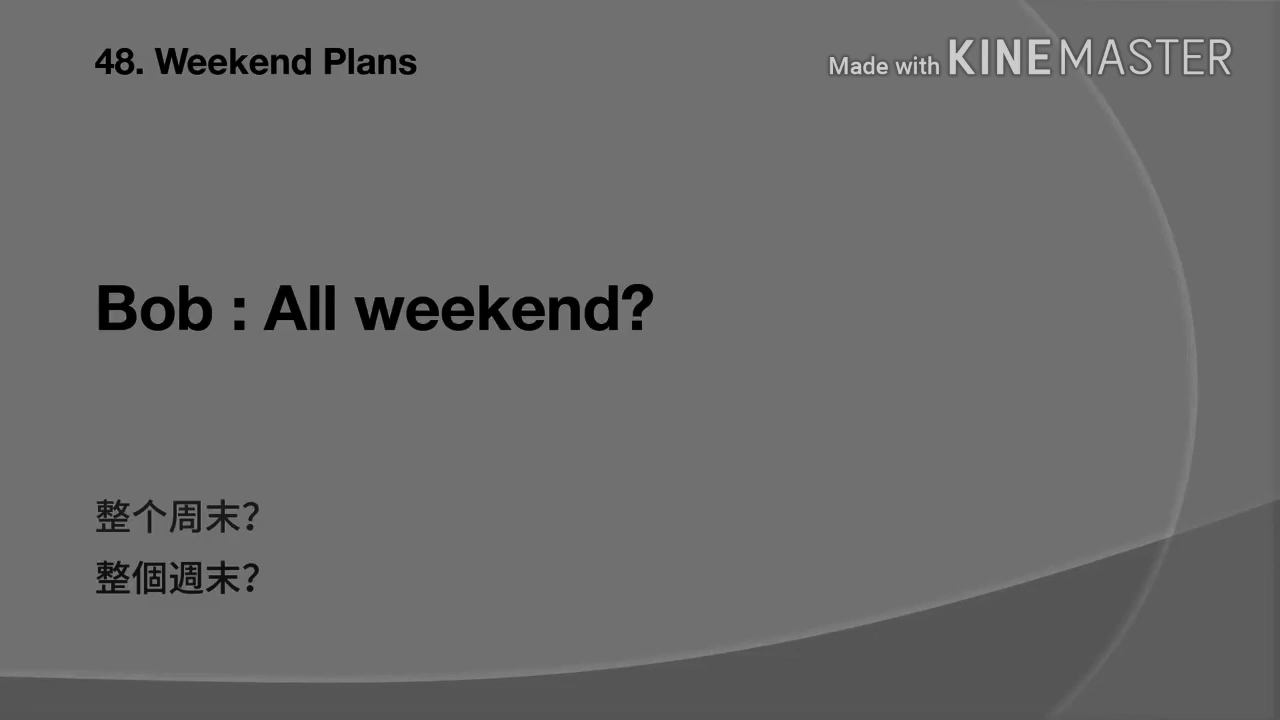 48. Weekend Plans
Made with KINEMASTER
Bob : All weekend?
整个周末?
整個週末?